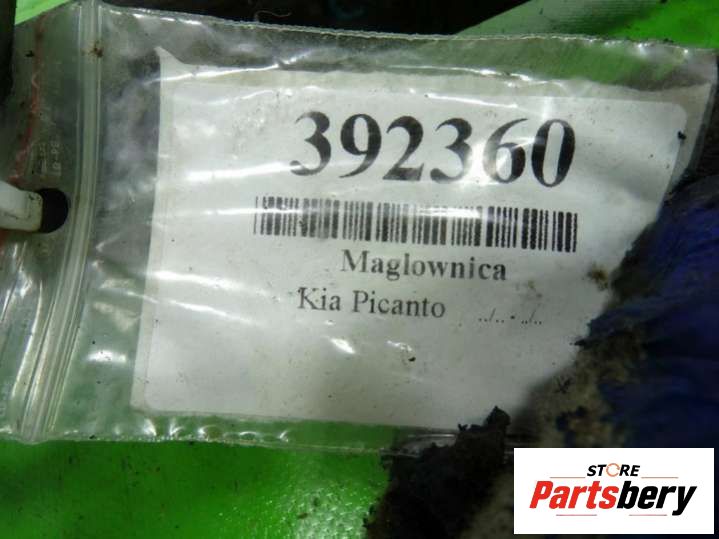 392360
Maglownica
Kia Picanto ../.. - ../..
STORE
Partsbery